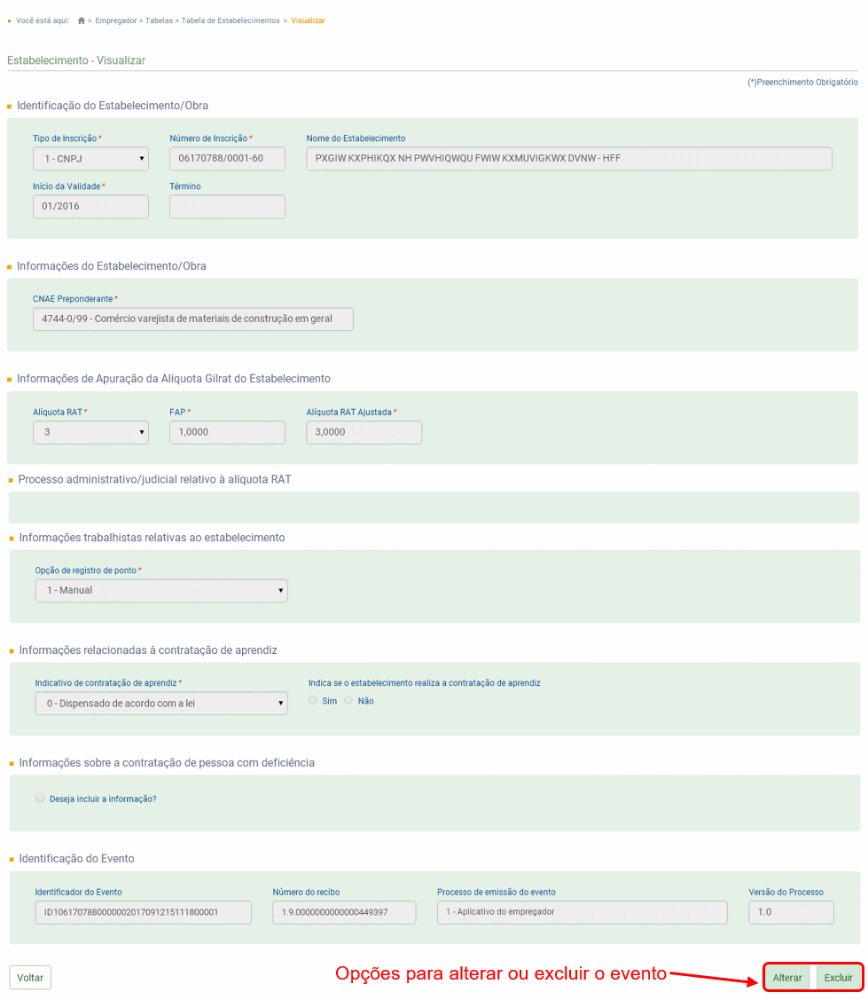 Você está aqui: > Empregador > Tabelas > Tabela de Estabelecimentos > Visualizar
Estabelecimento - Visualizar
(*)Preenchimento Obrigatório
Identificação do Estabelecimento/Obra
Tipo de Inscrição* Número de Inscrição* Nome do Estabelecimento
1 - CNPJ 06170788/0001-60 PXGIW KXPHIKQX NH PWVHIQWQU FWIW KXMUVIGKWX DVNW - HFF
Início da Validade* Término
01/2016
Informações do Estabelecimento/Obra
CNAE Preponderante*
4744-0/99 - Comércio varejista de materiais de construção em geral
Informações de Apuração da Alíquota Gilrat do Estabelecimento
Alíquota RAT* FAP* Alíquota RAT Ajustada*
3 1,0000 3,0000
Processo administrativo/judicial relativo à alíquota RAT
Informações trabalhistas relativas ao estabelecimento
Opção de registro de ponto*
1 - Manual
Informações relacionadas à contratação de aprendiz
Indicativo de contratação de aprendiz* Indica se o estabelecimento realiza a contratação de aprendiz
0 - Dispensado de acordo com a lei Sim Não
Informações sobre a contratação de pessoa com deficiência
Deseja incluir a informação?
Identificação do Evento
Identificador do Evento Número do recibo Processo de emissão do evento Versão do Processo
ID1061707880000002017091215111800001 1.9.0000000000000449397 1 - Aplicativo do empregador 1.0
Voltar Opções para alterar ou excluir o evento Alterar Excluir